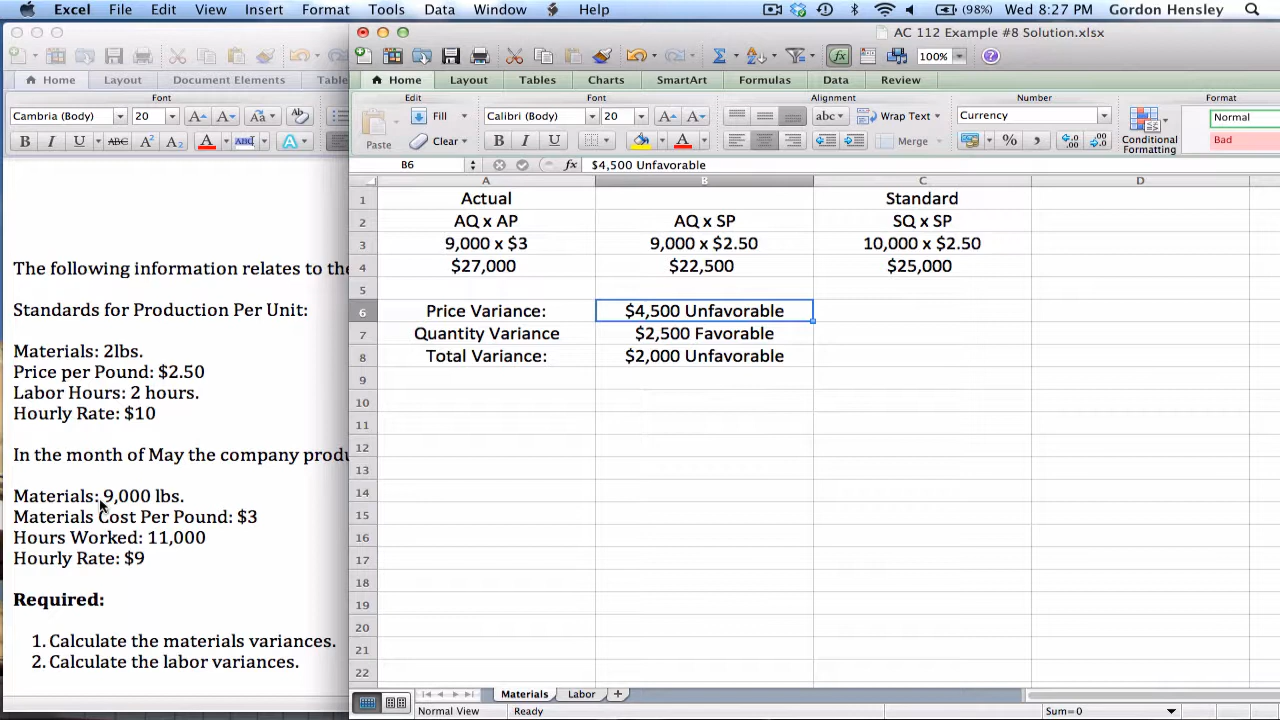 Excel File Edit View Insert Format Tools Data Window Help (98%) Wed 8:27 PM Gordon Hensley
AC 112 Example #8 Solution.xlsx
100%
Home Layout Document Elements
Home Layout Tables Charts SmartArt Formulas Data Review
Font
Edit Font Alignment Number Format
Cambria (Body) 20 Aa
Fill Calibri (Body) 20 A A abc Wrap Text Currency Normal
B I U ABC A² A₂ A ABC A
Paste Clear B I U A Merge % Conditional Formatting Bad
B6 fx $4,500 Unfavorable
A B C D
1 Actual Standard
2 AQ x AP AQ x SP SQ x SP
3 9,000 x $3 9,000 x $2.50 10,000 x $2.50
4 $27,000 $22,500 $25,000
5
6 Price Variance: $4,500 Unfavorable
7 Quantity Variance $2,500 Favorable
8 Total Variance: $2,000 Unfavorable
9
10
11
12
13
14
15
16
17
18
19
20
21
22
The following information relates to the
Standards for Production Per Unit:
Materials: 2lbs.
Price per Pound: $2.50
Labor Hours: 2 hours.
Hourly Rate: $10
In the month of May the company
Materials: 9,000 lbs.
Materials Cost Per Pound: $3
Hours Worked: 11,000
Hourly Rate: $9
Required:
1. Calculate the materials variances.
2. Calculate the labor variances.
Materials Labor
Normal View Ready Sum=0